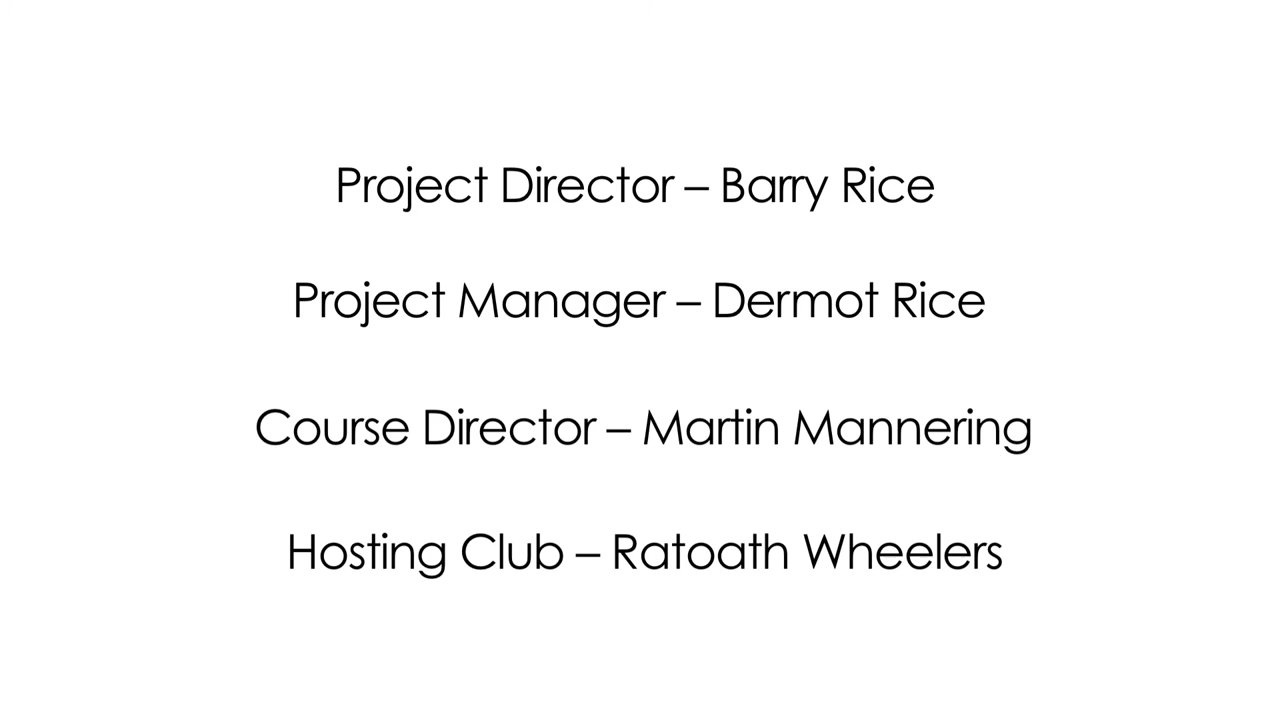 Project Director – Barry Rice
Project Manager – Dermot Rice
Course Director – Martin Mannering
Hosting Club – Ratoath Wheelers